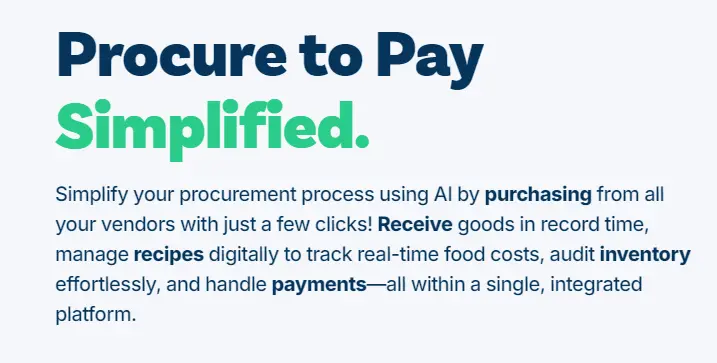 Procure to Pay
Simplified.
Simplify your procurement process using AI by purchasing from all
your vendors with just a few clicks! Receive goods in record time,
manage recipes digitally to track real-time food costs, audit inventory
effortlessly, and handle payments—all within a single, integrated
platform.